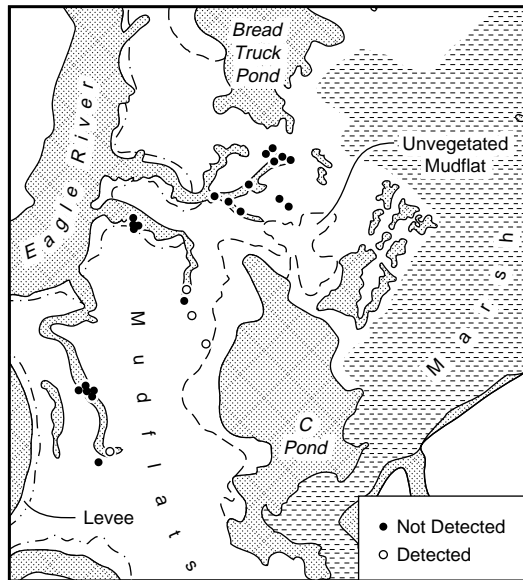 Bread
Truck
Pond
Eagle River
Unvegetated
Mudflat
Marsh
Mudflats
C
Pond
Levee
Not Detected
Detected